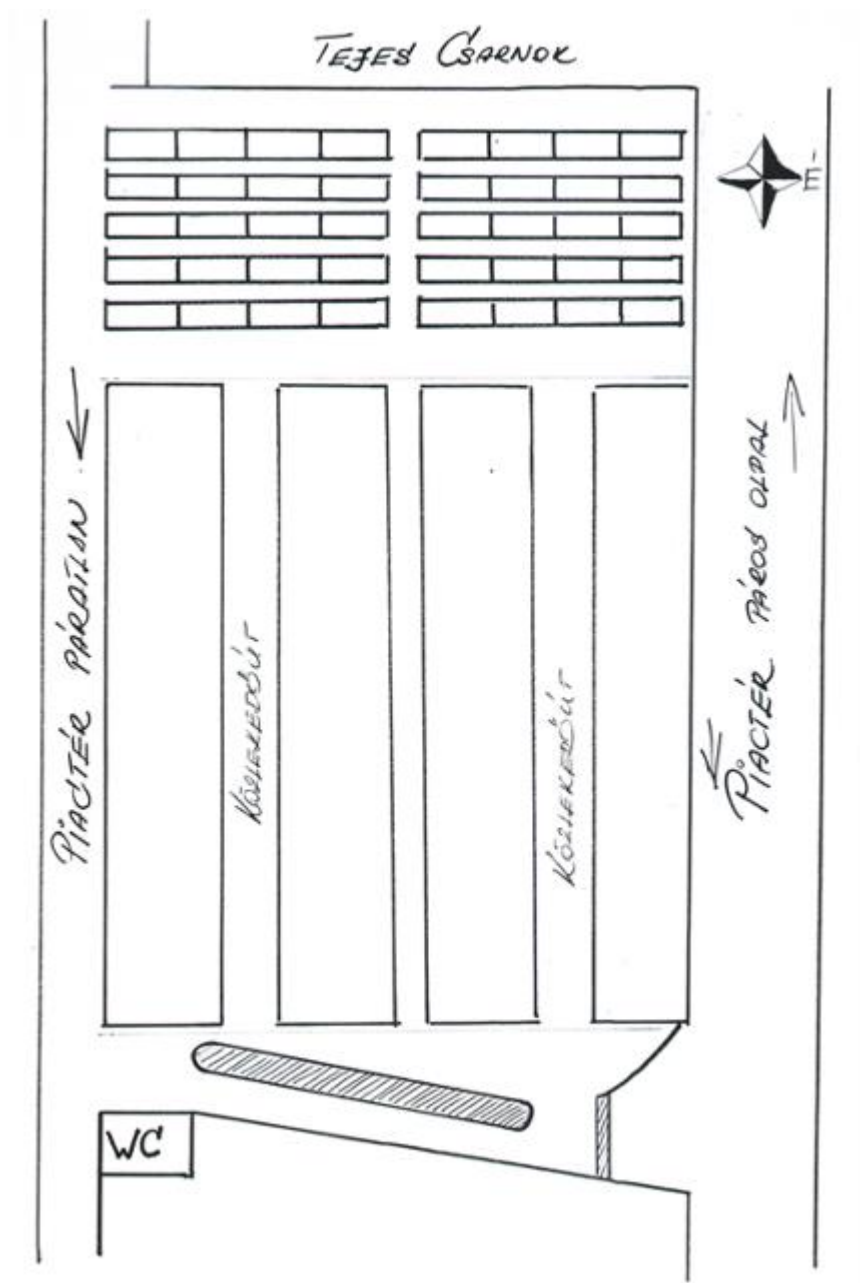 TEJES CSARNOK
É
PIACTÉR PÁRATLAN
KÖZLEKEDŐÚT
KÖZLEKEDŐÚT
PIACTÉR PÁROS OLDAL
WC